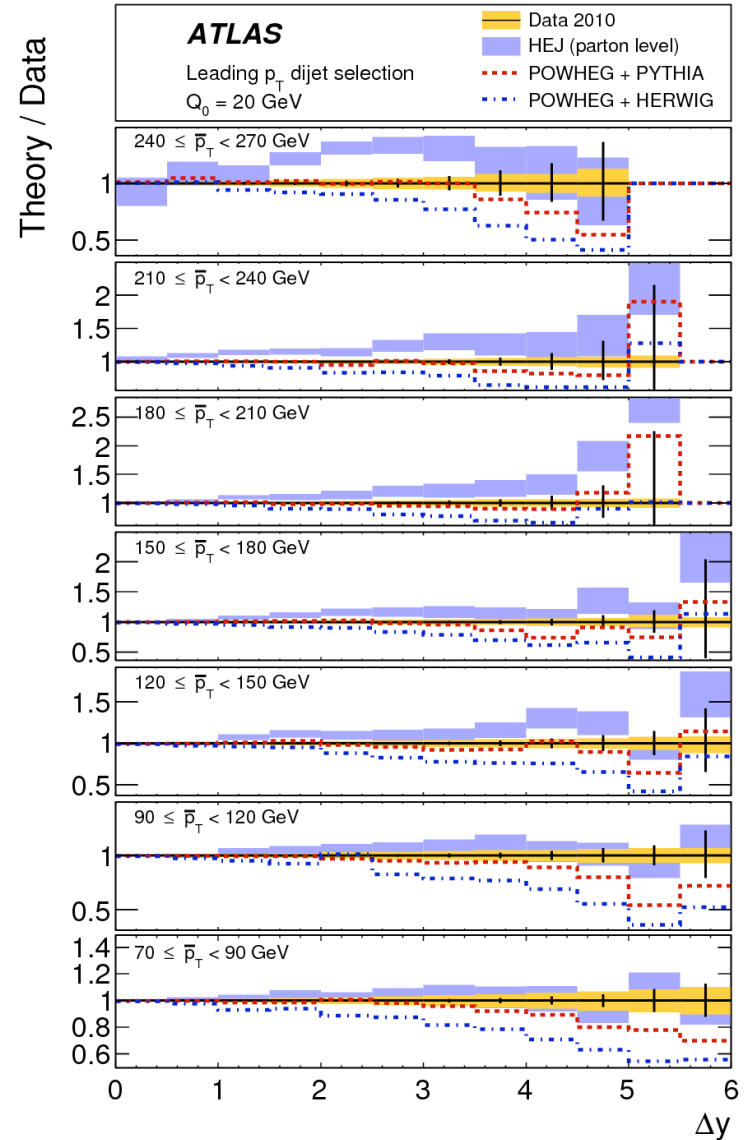 ATLAS
Leading p_T dijet selection
Q_0 = 20 GeV
Data 2010
HEJ (parton level)
POWHEG + PYTHIA
POWHEG + HERWIG
Theory / Data
240 ≤ p̅_T < 270 GeV
1
0.5
210 ≤ p̅_T < 240 GeV
2
1.5
1
180 ≤ p̅_T < 210 GeV
2.5
2
1.5
1
150 ≤ p̅_T < 180 GeV
2
1.5
1
0.5
120 ≤ p̅_T < 150 GeV
1.5
1
0.5
90 ≤ p̅_T < 120 GeV
1
0.5
70 ≤ p̅_T < 90 GeV
1.4
1.2
1
0.8
0.6
0 1 2 3 4 5 6
Δy